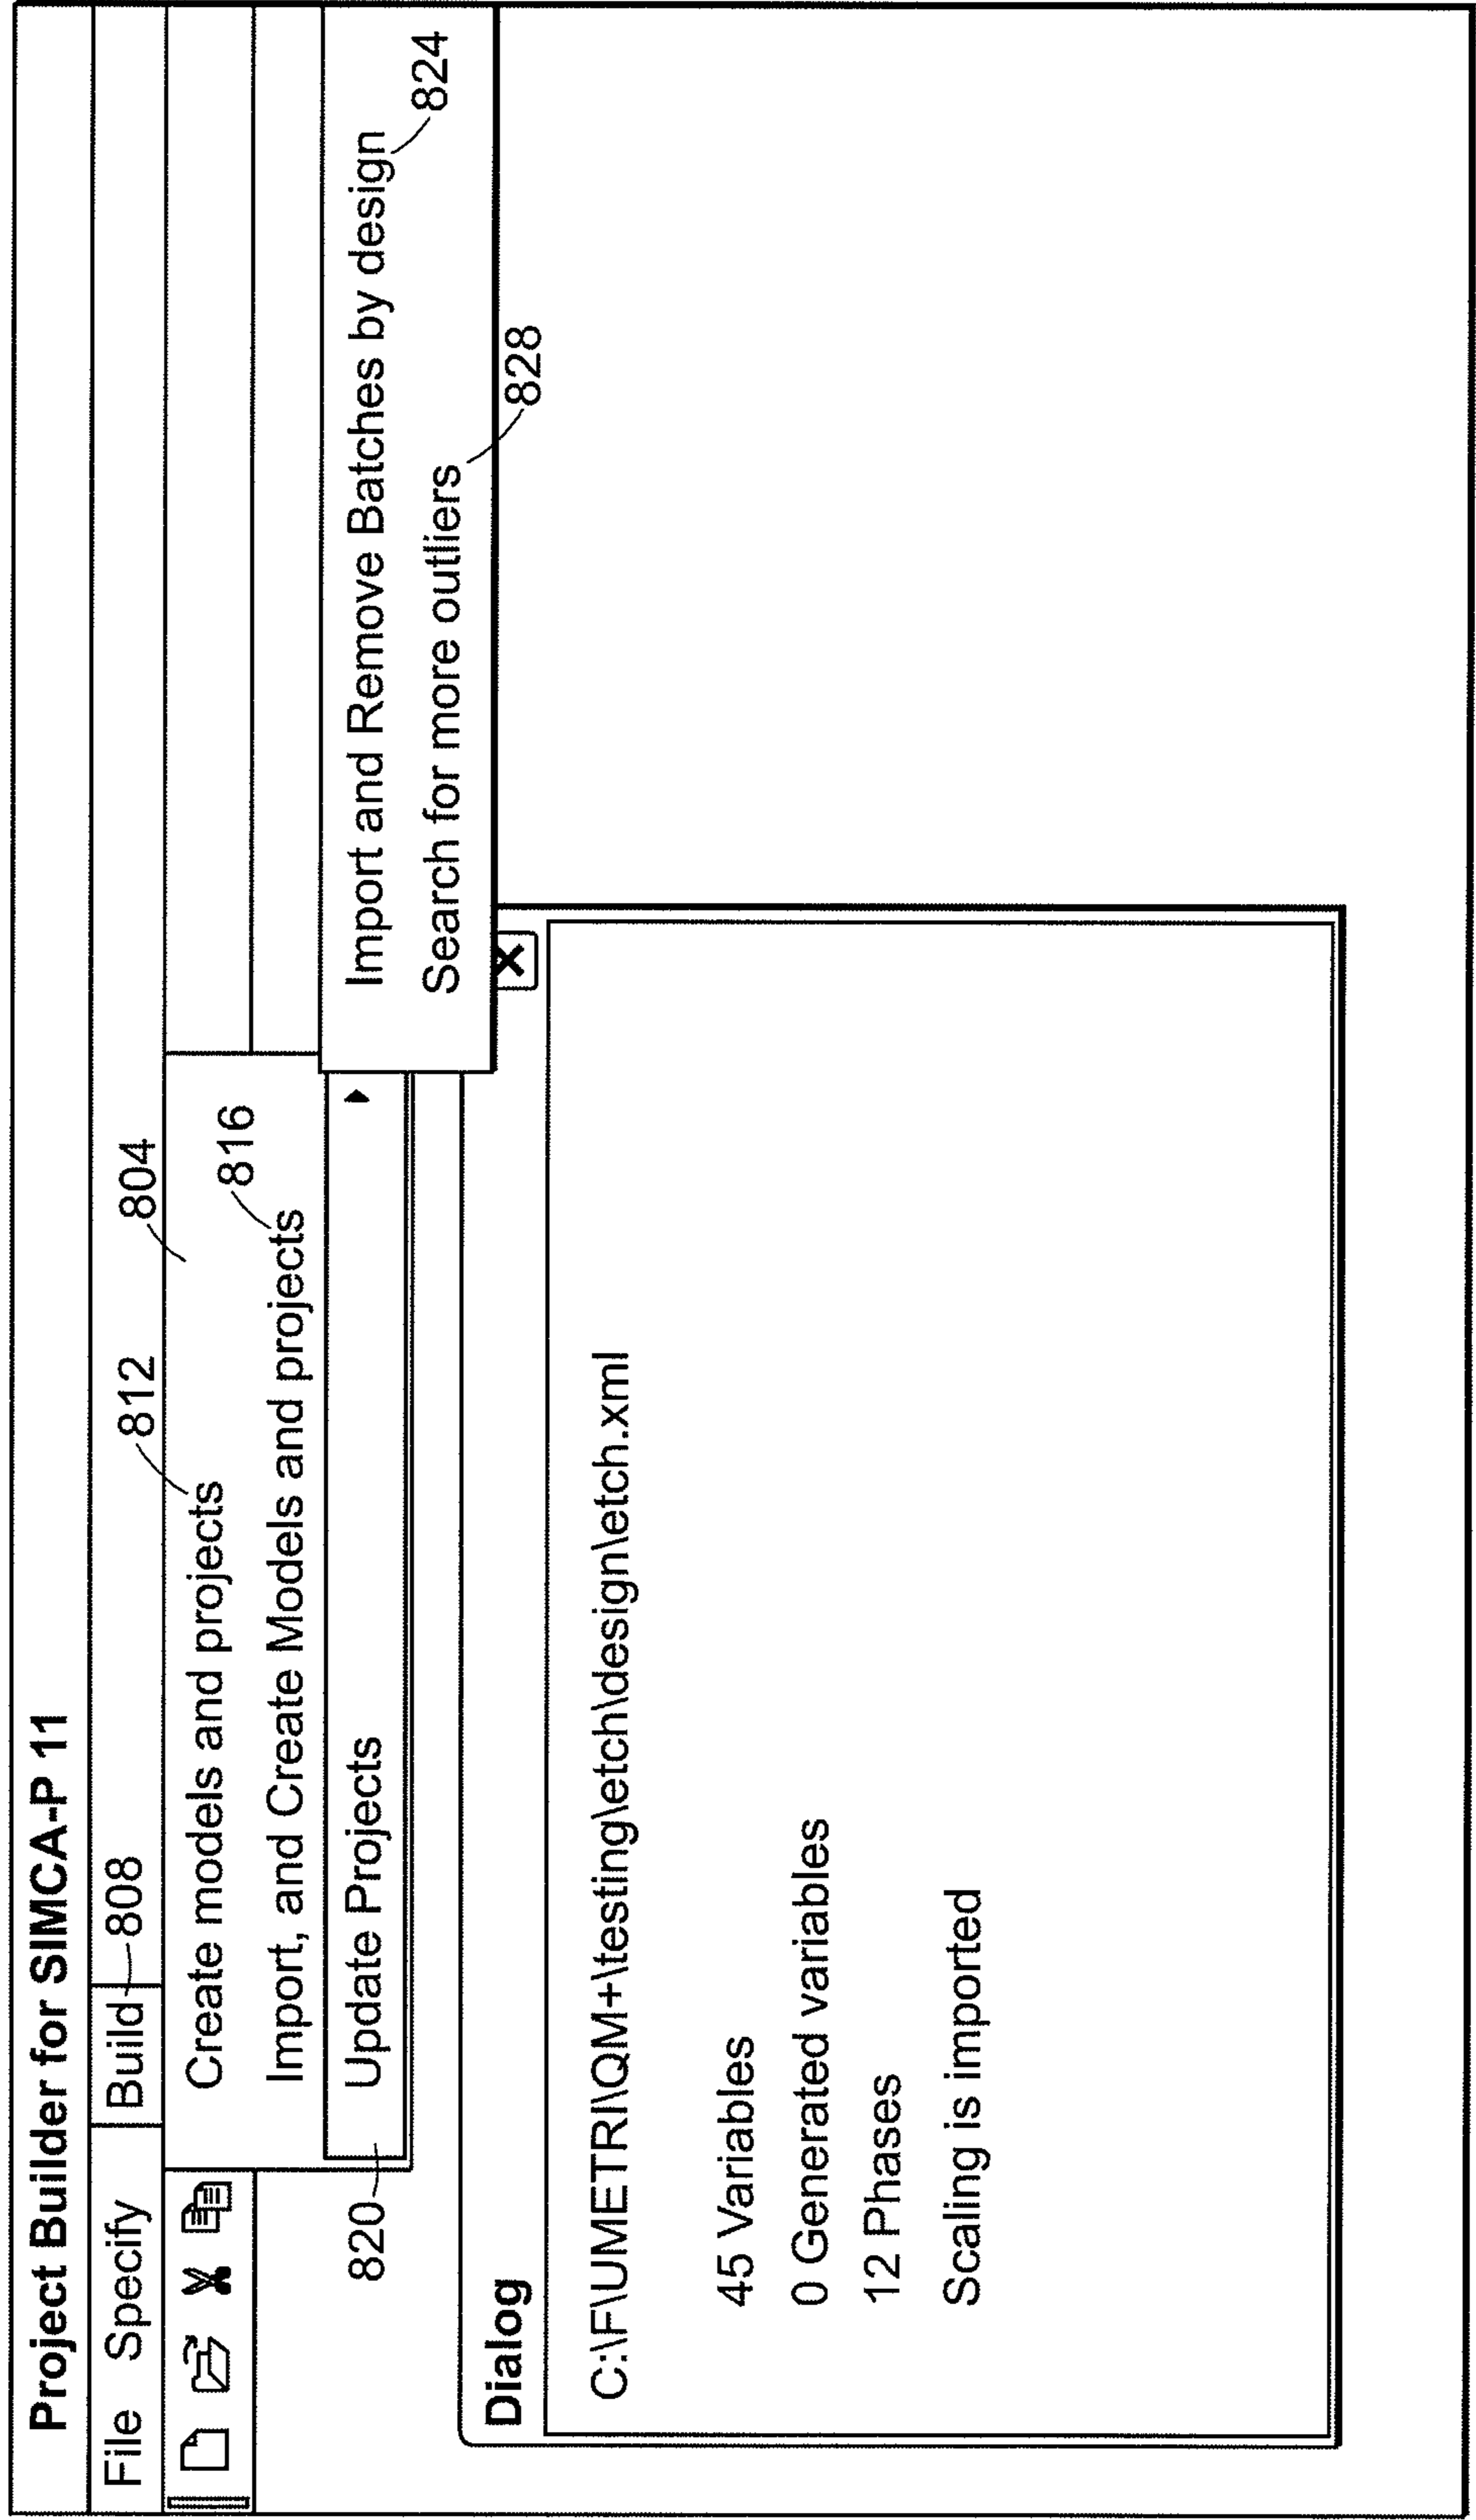 Project Builder for SIMCA-P 11
File Specify Build 808 812 804
Create models and projects
816
Import, and Create Models and projects
820 Update Projects
Import and Remove Batches by design
824
Search for more outliers
828
Dialog
C:\F\UMETRI\QM+\testing\etch\design\etch.xml
45 Variables
0 Generated variables
12 Phases
Scaling is imported